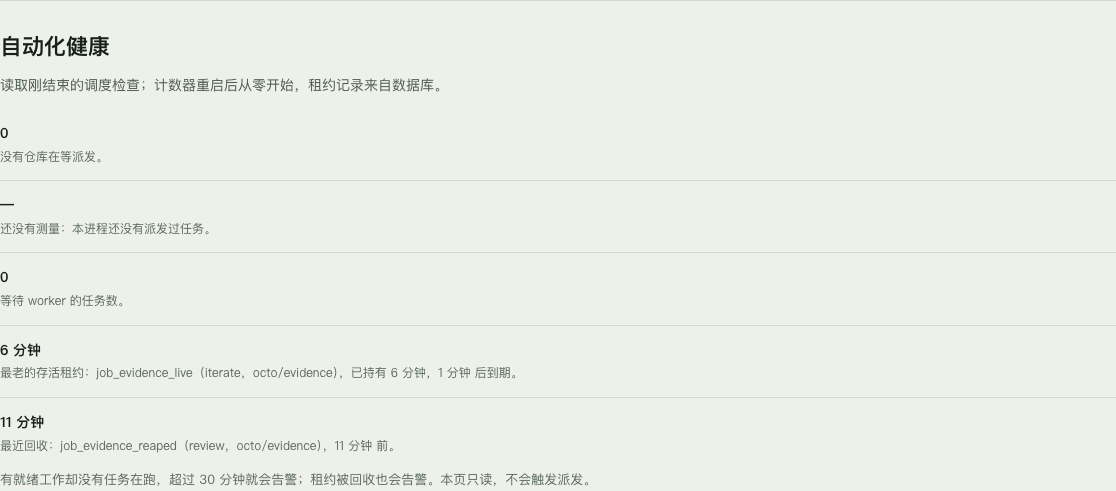 自动化健康
读取刚结束的调度检查；计数器重启后从零开始，租约记录来自数据库。
0
没有仓库在等派发。
—
还没有测量：本进程还没有派发过任务。
0
等待 worker 的任务数。
6 分钟
最老的存活租约：job_evidence_live（iterate，octo/evidence），已持有 6 分钟，1 分钟 后到期。
11 分钟
最近回收：job_evidence_reaped（review，octo/evidence），11 分钟 前。
有就绪工作却没有任务在跑，超过 30 分钟就会告警；租约被回收也会告警。本页只读，不会触发派发。